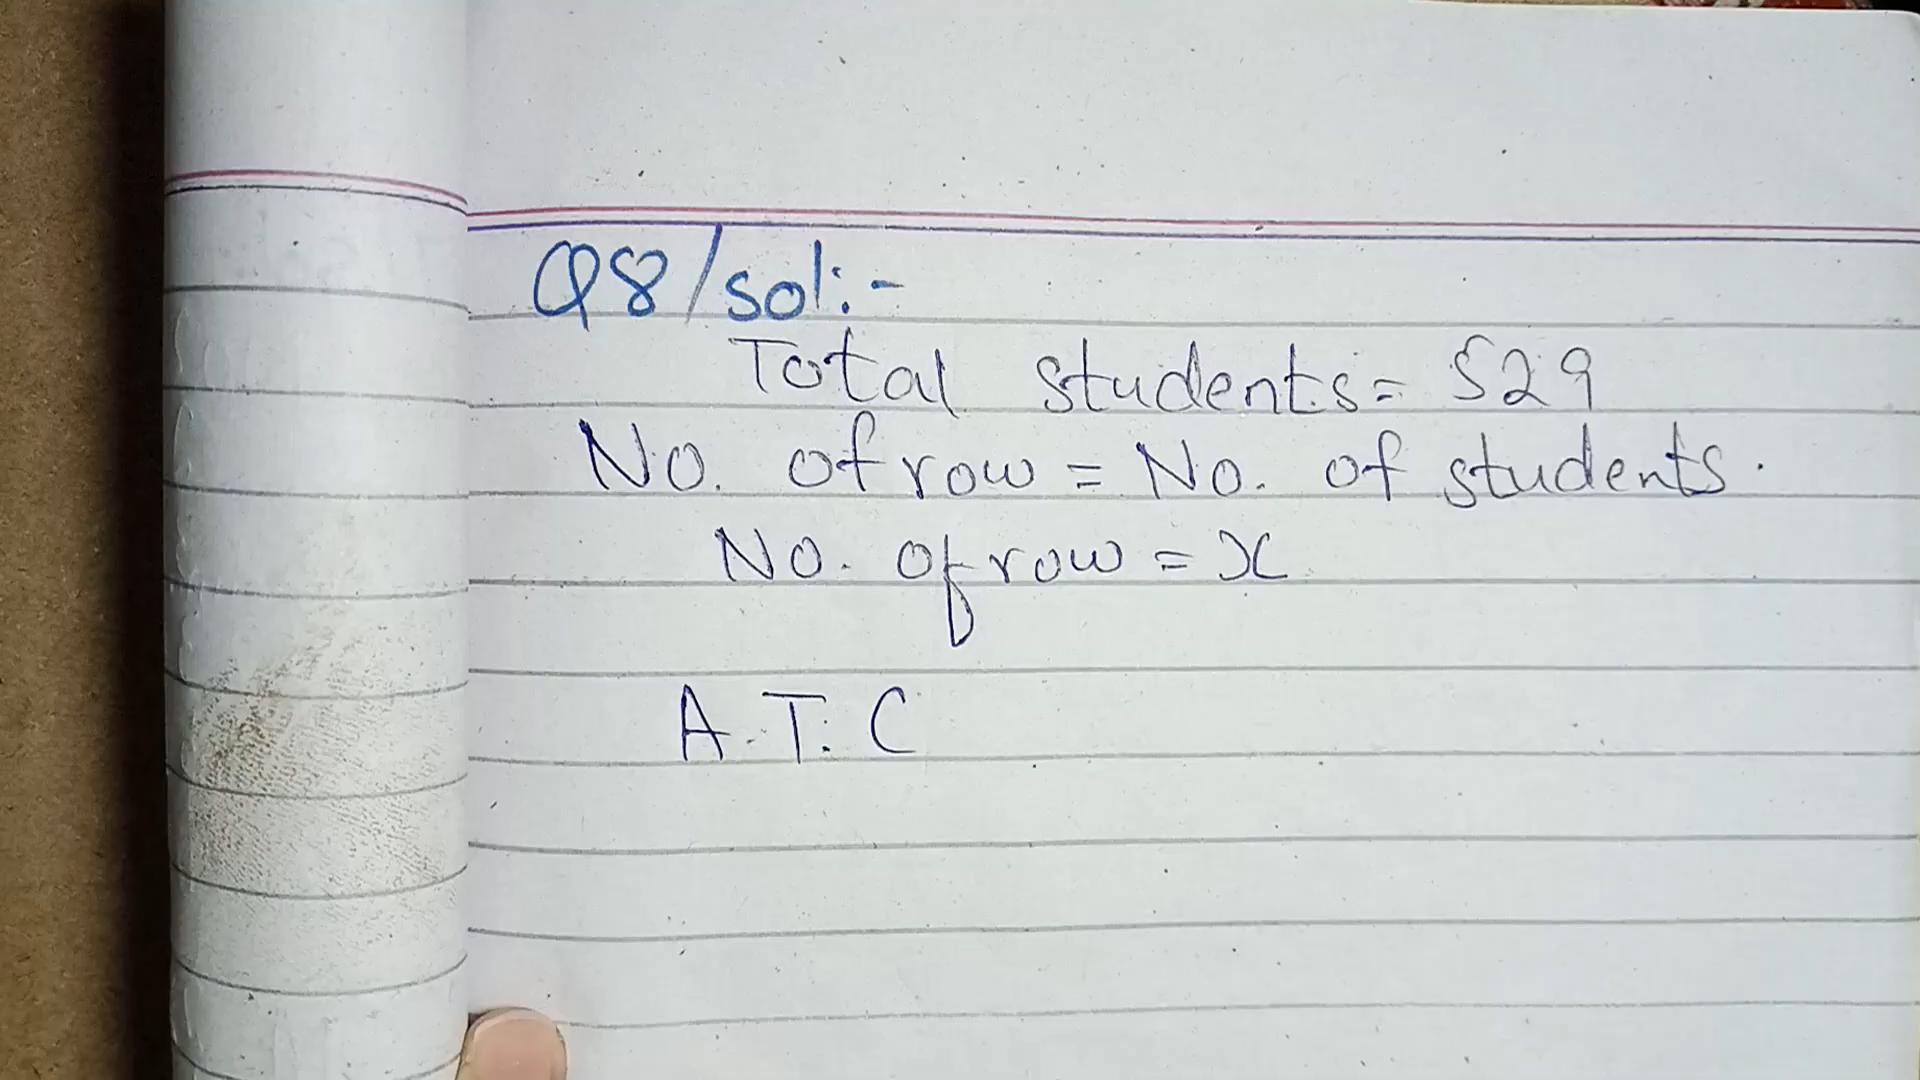 Q8/sol:-
Total students= 529
No. of row = No. of students.
No. of row = x
A.T.C